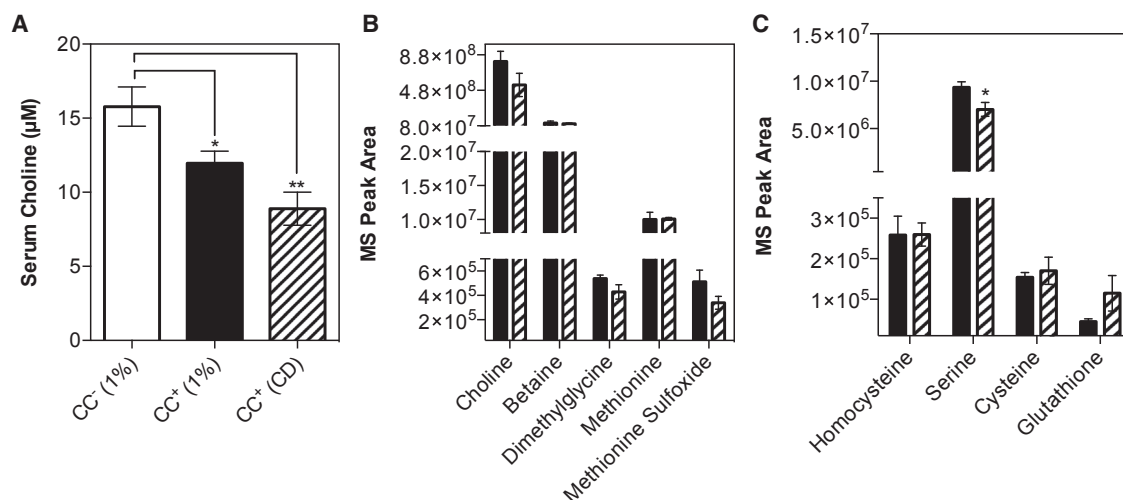 A
Serum Choline (µM)
20
15
10
5
0
*
**
CC⁻ (1%)
CC⁺ (1%)
CC⁺ (CD)
B
MS Peak Area
8.8×10⁸
4.8×10⁸
8.0×10⁷
2.0×10⁷
1.5×10⁷
1.0×10⁷
6×10⁵
4×10⁵
2×10⁵
Choline
Betaine
Dimethylglycine
Methionine
Methionine Sulfoxide
C
MS Peak Area
1.5×10⁷
1.0×10⁷
5.0×10⁶
3×10⁵
2×10⁵
1×10⁵
*
Homocysteine
Serine
Cysteine
Glutathione